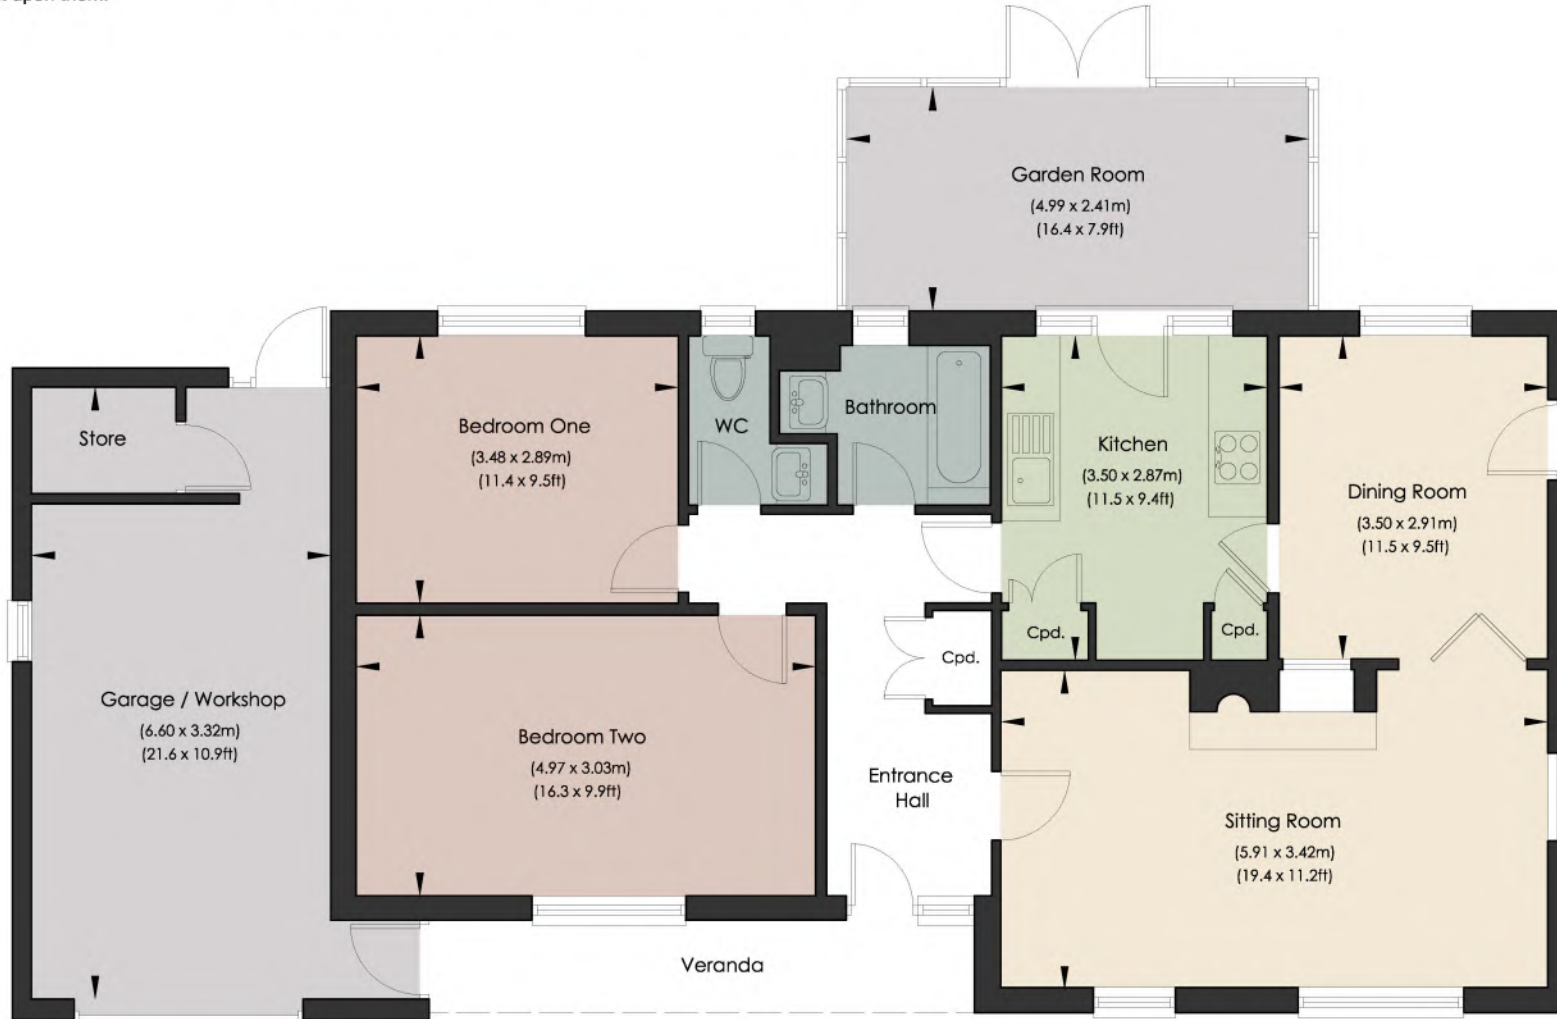 upon them.
Garden Room
(4.99 x 2.41m)
(16.4 x 7.9ft)
Store
Bedroom One
(3.48 x 2.89m)
(11.4 x 9.5ft)
WC
Bathroom
Kitchen
(3.50 x 2.87m)
(11.5 x 9.4ft)
Dining Room
(3.50 x 2.91m)
(11.5 x 9.5ft)
Cpd.
Cpd.
Cpd.
Garage / Workshop
(6.60 x 3.32m)
(21.6 x 10.9ft)
Bedroom Two
(4.97 x 3.03m)
(16.3 x 9.9ft)
Entrance
Hall
Sitting Room
(5.91 x 3.42m)
(19.4 x 11.2ft)
Veranda